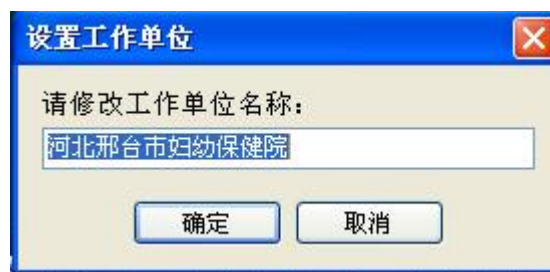 设置工作单位
请修改工作单位名称：
河北邢台市妇幼保健院
确定
取消